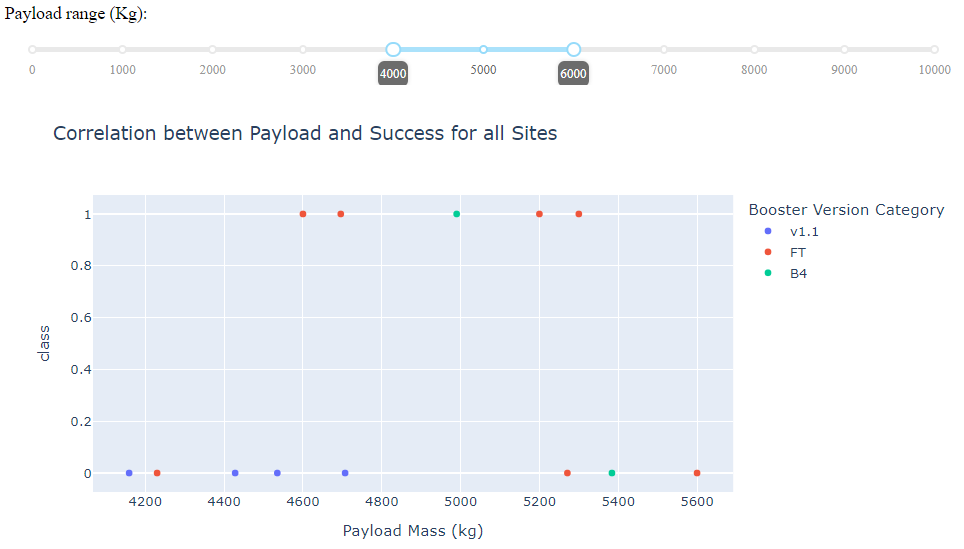 Payload range (Kg):
0 1000 2000 3000 4000 5000 6000 7000 8000 9000 10000
Correlation between Payload and Success for all Sites
Booster Version Category
v1.1
FT
B4
1
0.8
0.6
0.4
0.2
0
class
4200 4400 4600 4800 5000 5200 5400 5600
Payload Mass (kg)